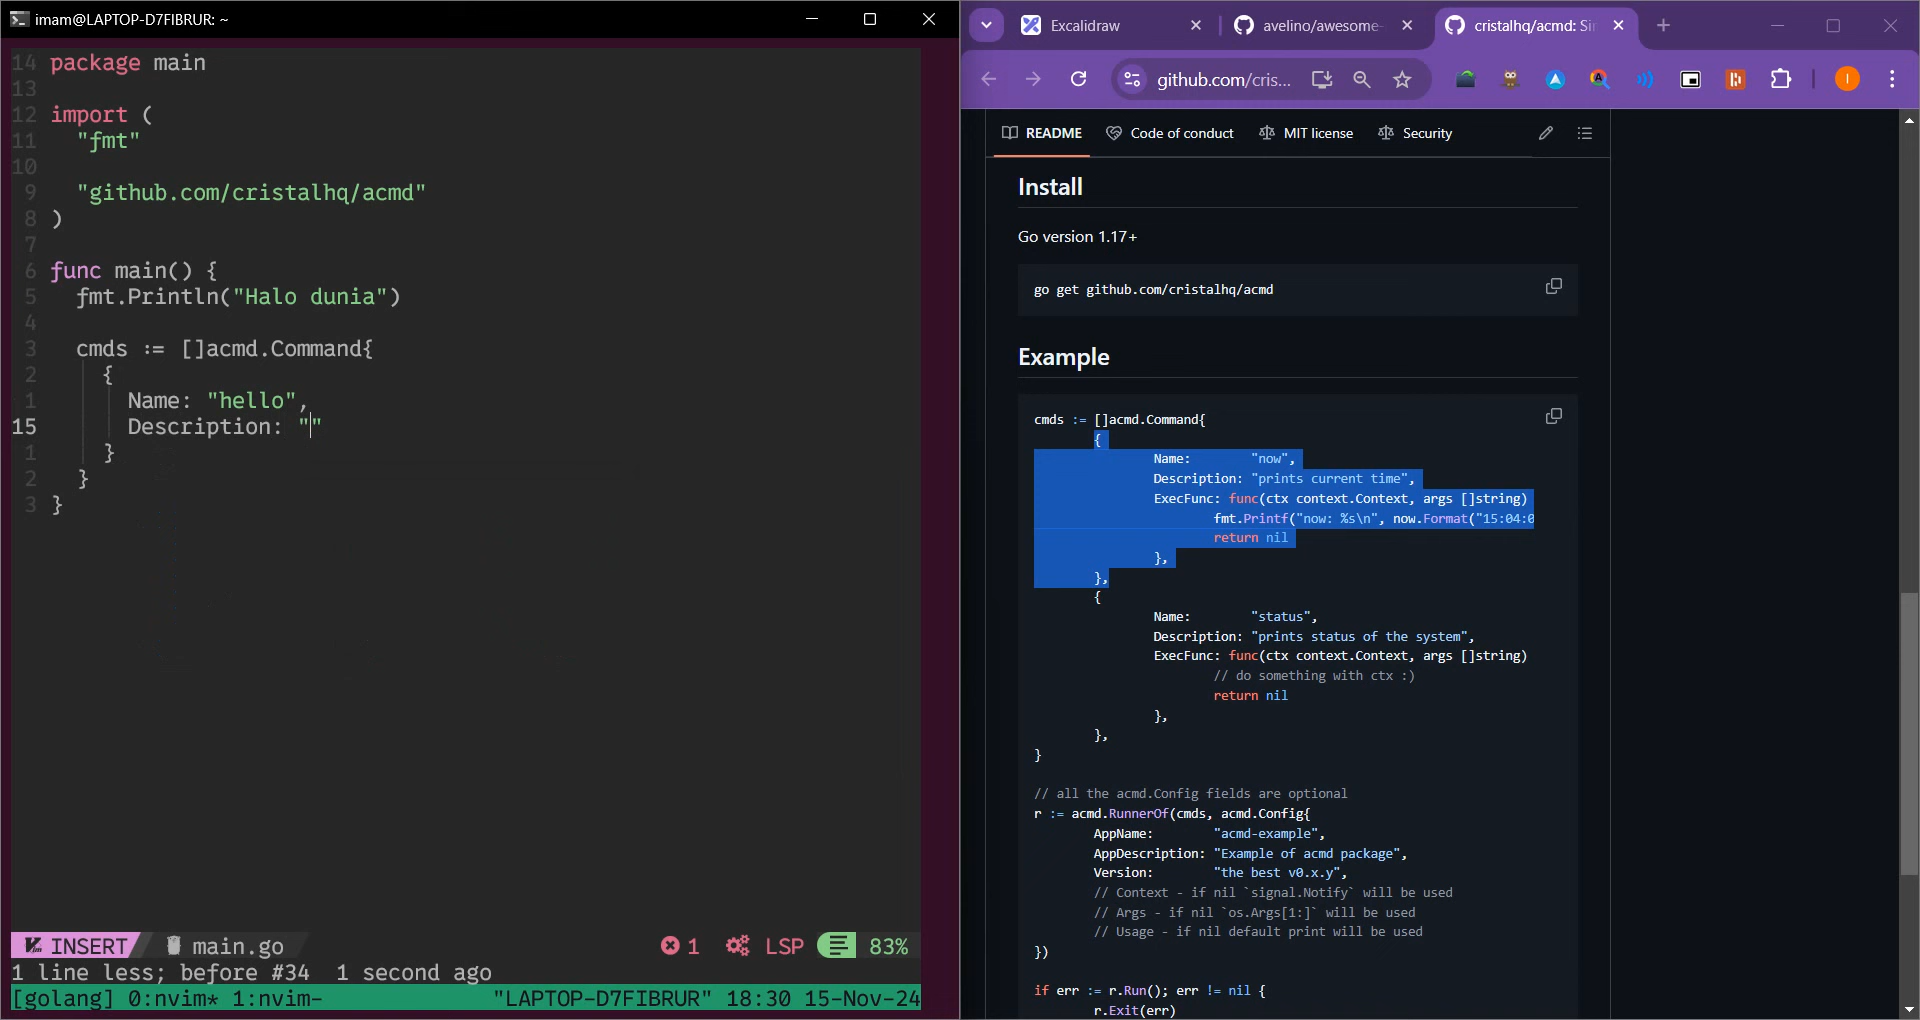 imam@LAPTOP-D7FIBRUR: ~
14 package main
13
12 import (
11 "fmt"
10
9 "github.com/cristalhq/acmd"
8 )
7
6 func main() {
5 fmt.Println("Halo dunia")
4
3 cmds := []acmd.Command{
2 {
1 Name: "hello",
15 Description: ""
1 }
2 }
3 }
INSERT main.go 1 LSP 83%
1 line less; before #34 1 second ago
[golang] 0:nvim* 1:nvim- "LAPTOP-D7FIBRUR" 18:30 15-Nov-24
Excalidraw
avelino/awesome-
cristalhq/acmd: Si
github.com/cris...
I
README Code of conduct MIT license Security
Install
Go version 1.17+
go get github.com/cristalhq/acmd
Example
cmds := []acmd.Command{
{
Name: "now",
Description: "prints current time",
ExecFunc: func(ctx context.Context, args []string)
fmt.Printf("now: %s\n", now.Format("15:04:0
return nil
},
},
{
Name: "status",
Description: "prints status of the system",
ExecFunc: func(ctx context.Context, args []string)
// do something with ctx :)
return nil
},
},
}
// all the acmd.Config fields are optional
r := acmd.RunnerOf(cmds, acmd.Config{
AppName: "acmd-example",
AppDescription: "Example of acmd package",
Version: "the best v0.x.y",
// Context - if nil `signal.Notify` will be used
// Args - if nil `os.Args[1:]` will be used
// Usage - if nil default print will be used
})
if err := r.Run(); err != nil {
r.Exit(err)